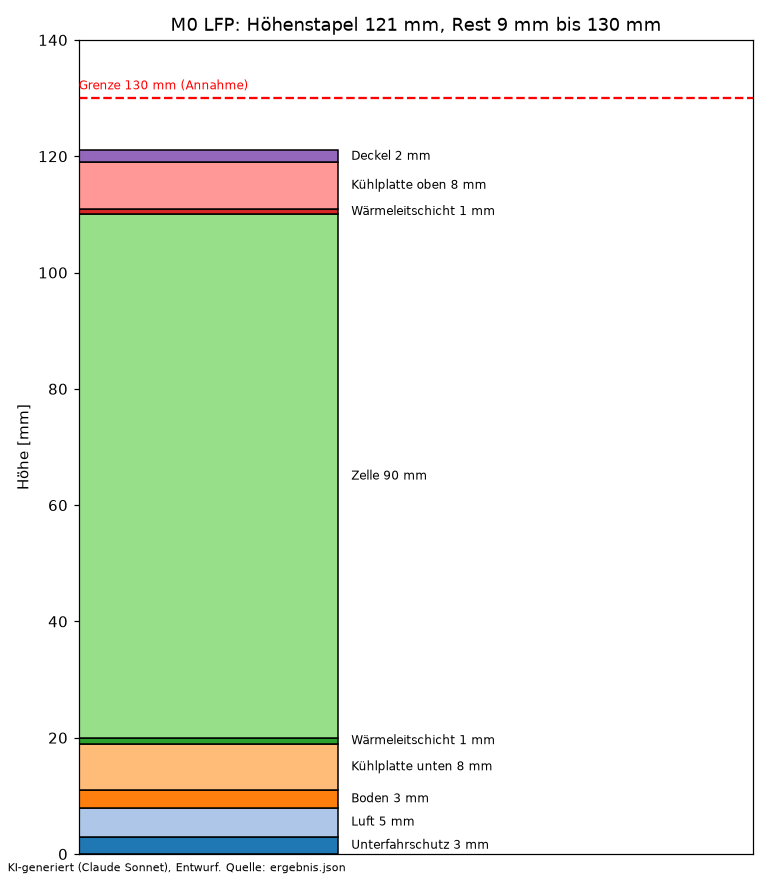 M0 LFP: Höhenstapel 121 mm, Rest 9 mm bis 130 mm
140
Grenze 130 mm (Annahme)
120
Deckel 2 mm
Kühlplatte oben 8 mm
Wärmeleitschicht 1 mm
100
80
Höhe [mm]
Zelle 90 mm
60
40
20
Wärmeleitschicht 1 mm
Kühlplatte unten 8 mm
Boden 3 mm
Luft 5 mm
Unterfahrschutz 3 mm
0
KI-generiert (Claude Sonnet), Entwurf. Quelle: ergebnis.json